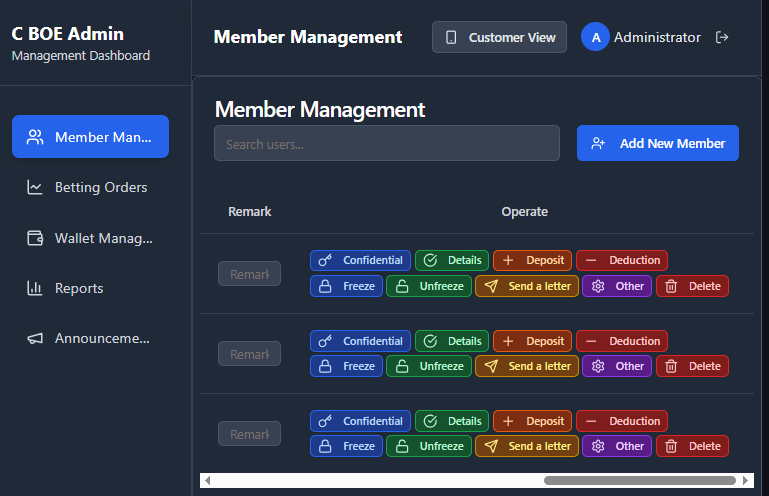 C BOE Admin
Management Dashboard
Member Management
Customer View
A
Administrator
Member Man...
Betting Orders
Wallet Manag...
Reports
Announceme...
Member Management
Search users...
Add New Member
Remark Operate
Remark
Confidential Details Deposit Deduction
Freeze Unfreeze Send a letter Other Delete
Remark
Confidential Details Deposit Deduction
Freeze Unfreeze Send a letter Other Delete
Remark
Confidential Details Deposit Deduction
Freeze Unfreeze Send a letter Other Delete